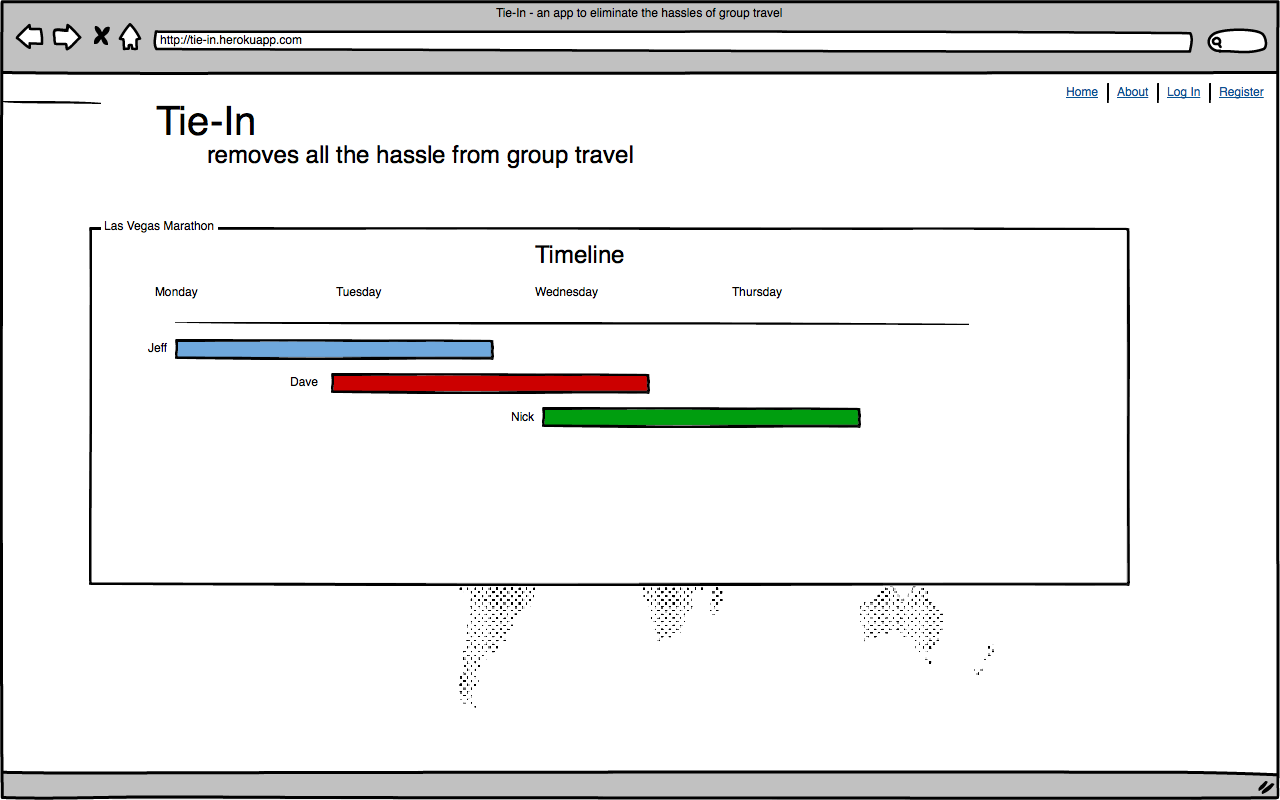 Tie-In - an app to eliminate the hassles of group travel
http://tie-in.herokuapp.com
Home About Log In Register
Tie-In
removes all the hassle from group travel
Las Vegas Marathon
Timeline
Monday Tuesday Wednesday Thursday
Jeff
Dave
Nick